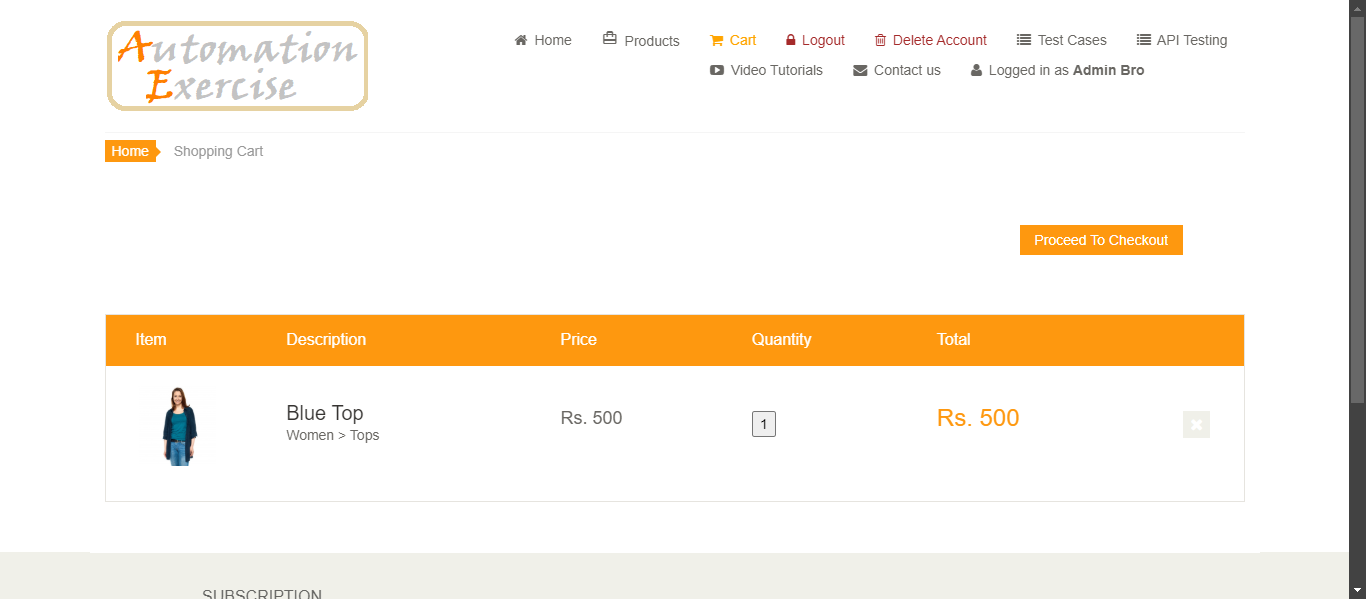 Automation
Exercise
Home Products Cart Logout Delete Account Test Cases API Testing
Video Tutorials Contact us Logged in as Admin Bro
Home Shopping Cart
Proceed To Checkout
Item Description Price Quantity Total
Blue Top Rs. 500 1 Rs. 500
Women > Tops
SUBSCRIPTION